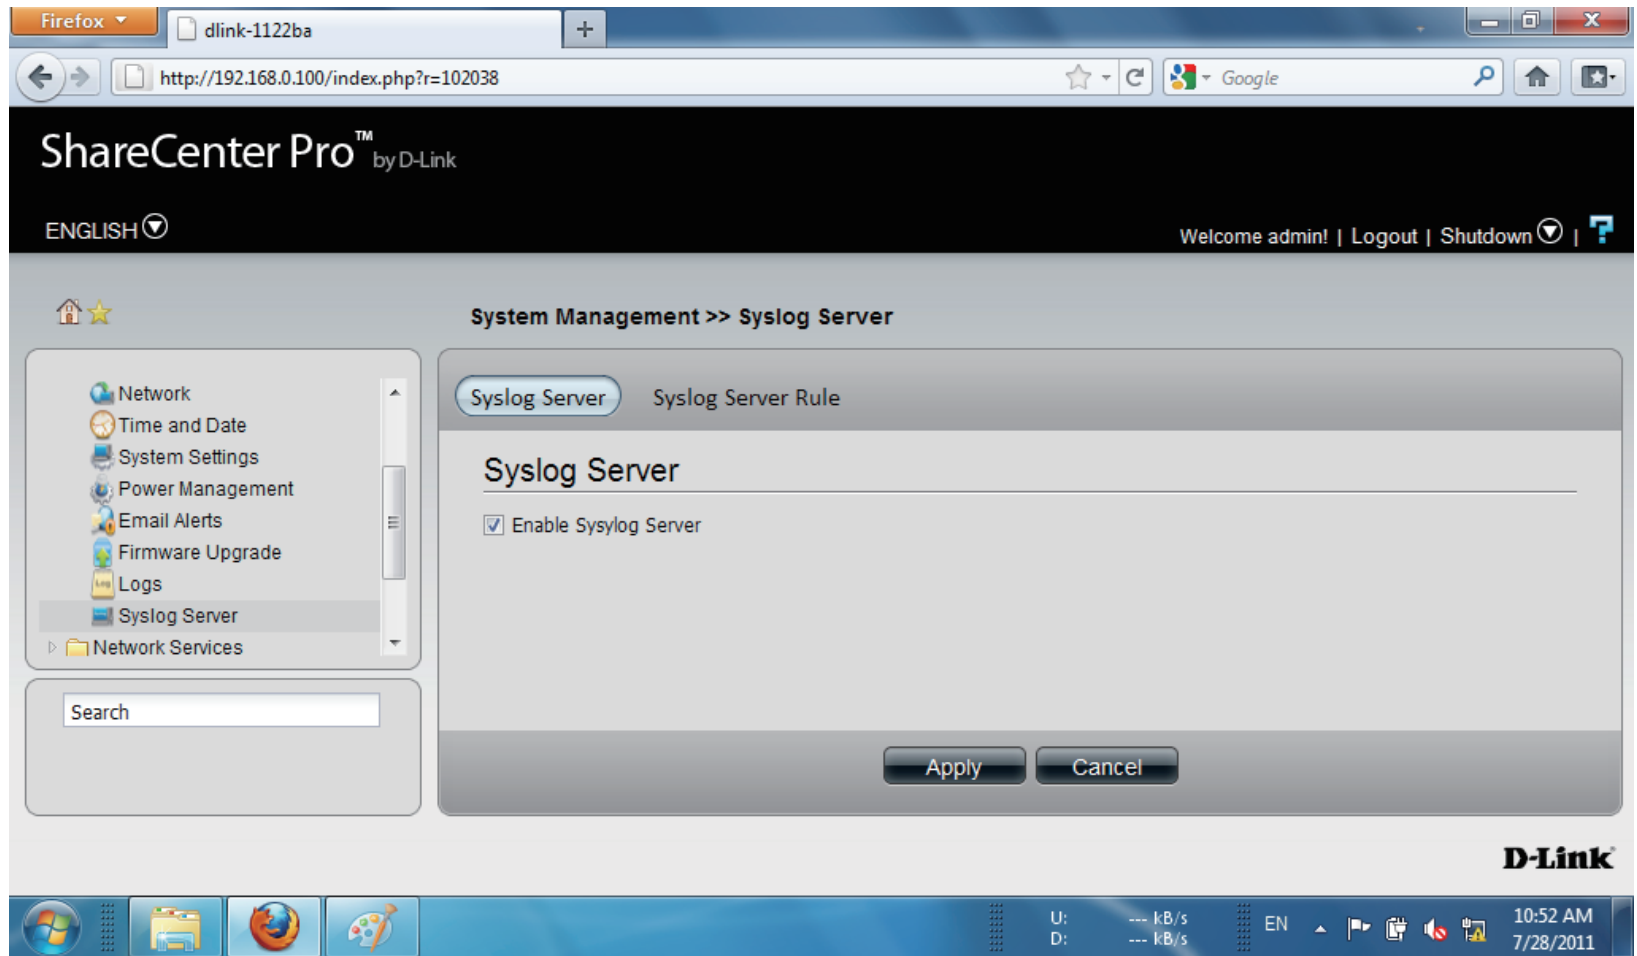 Firefox
dlink-1122ba
http://192.168.0.100/index.php?r=102038
Google
ShareCenter Pro™ by D-Link
ENGLISH
Welcome admin! | Logout | Shutdown | ?
System Management >> Syslog Server
Network
Time and Date
System Settings
Power Management
Email Alerts
Firmware Upgrade
Logs
Syslog Server
Network Services
Search
Syslog Server Syslog Server Rule
Syslog Server
Enable Sysylog Server
Apply Cancel
D-Link
U: --- kB/s
D: --- kB/s
EN
10:52 AM
7/28/2011